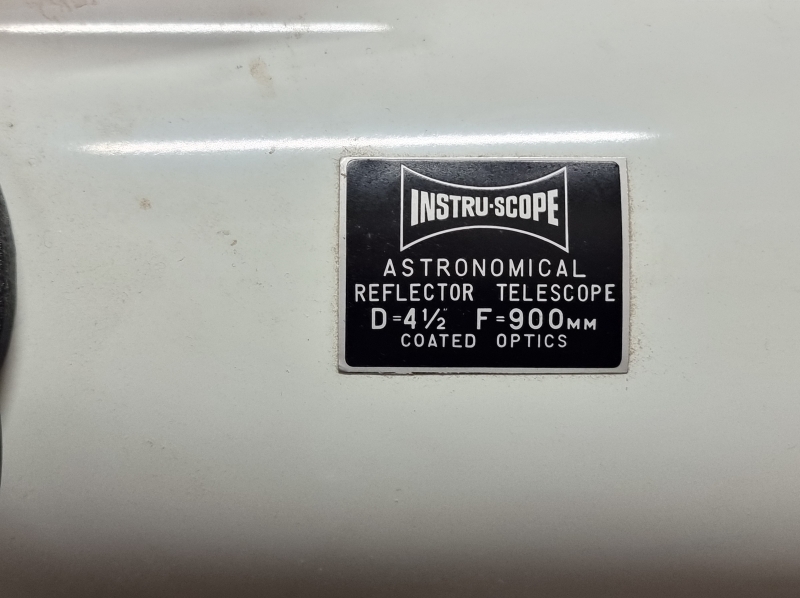 INSTRU·SCOPE
ASTRONOMICAL
REFLECTOR TELESCOPE
D=4½" F=900MM
COATED OPTICS